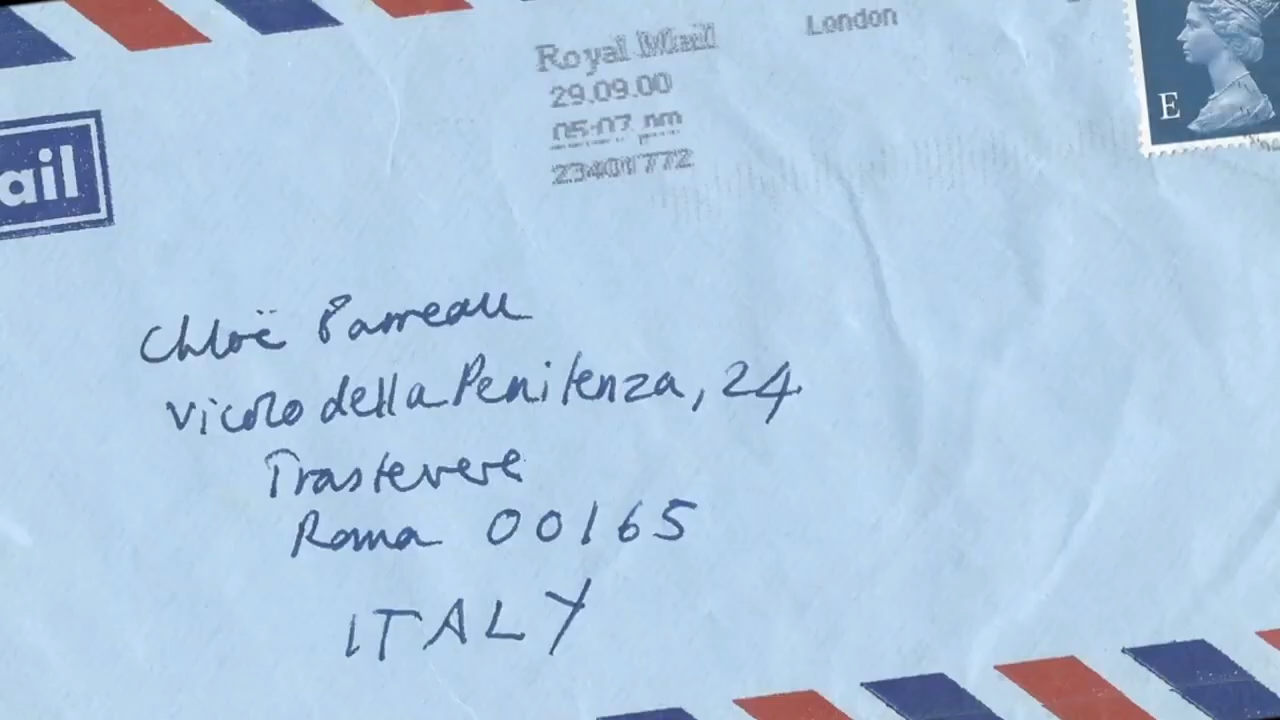 Royal Mail
London
29.09.00
05:07 pm
23401772
E
ail
Chloë
Vicolo della Penitenza, 24
Trastevere
Roma 00165
ITALY